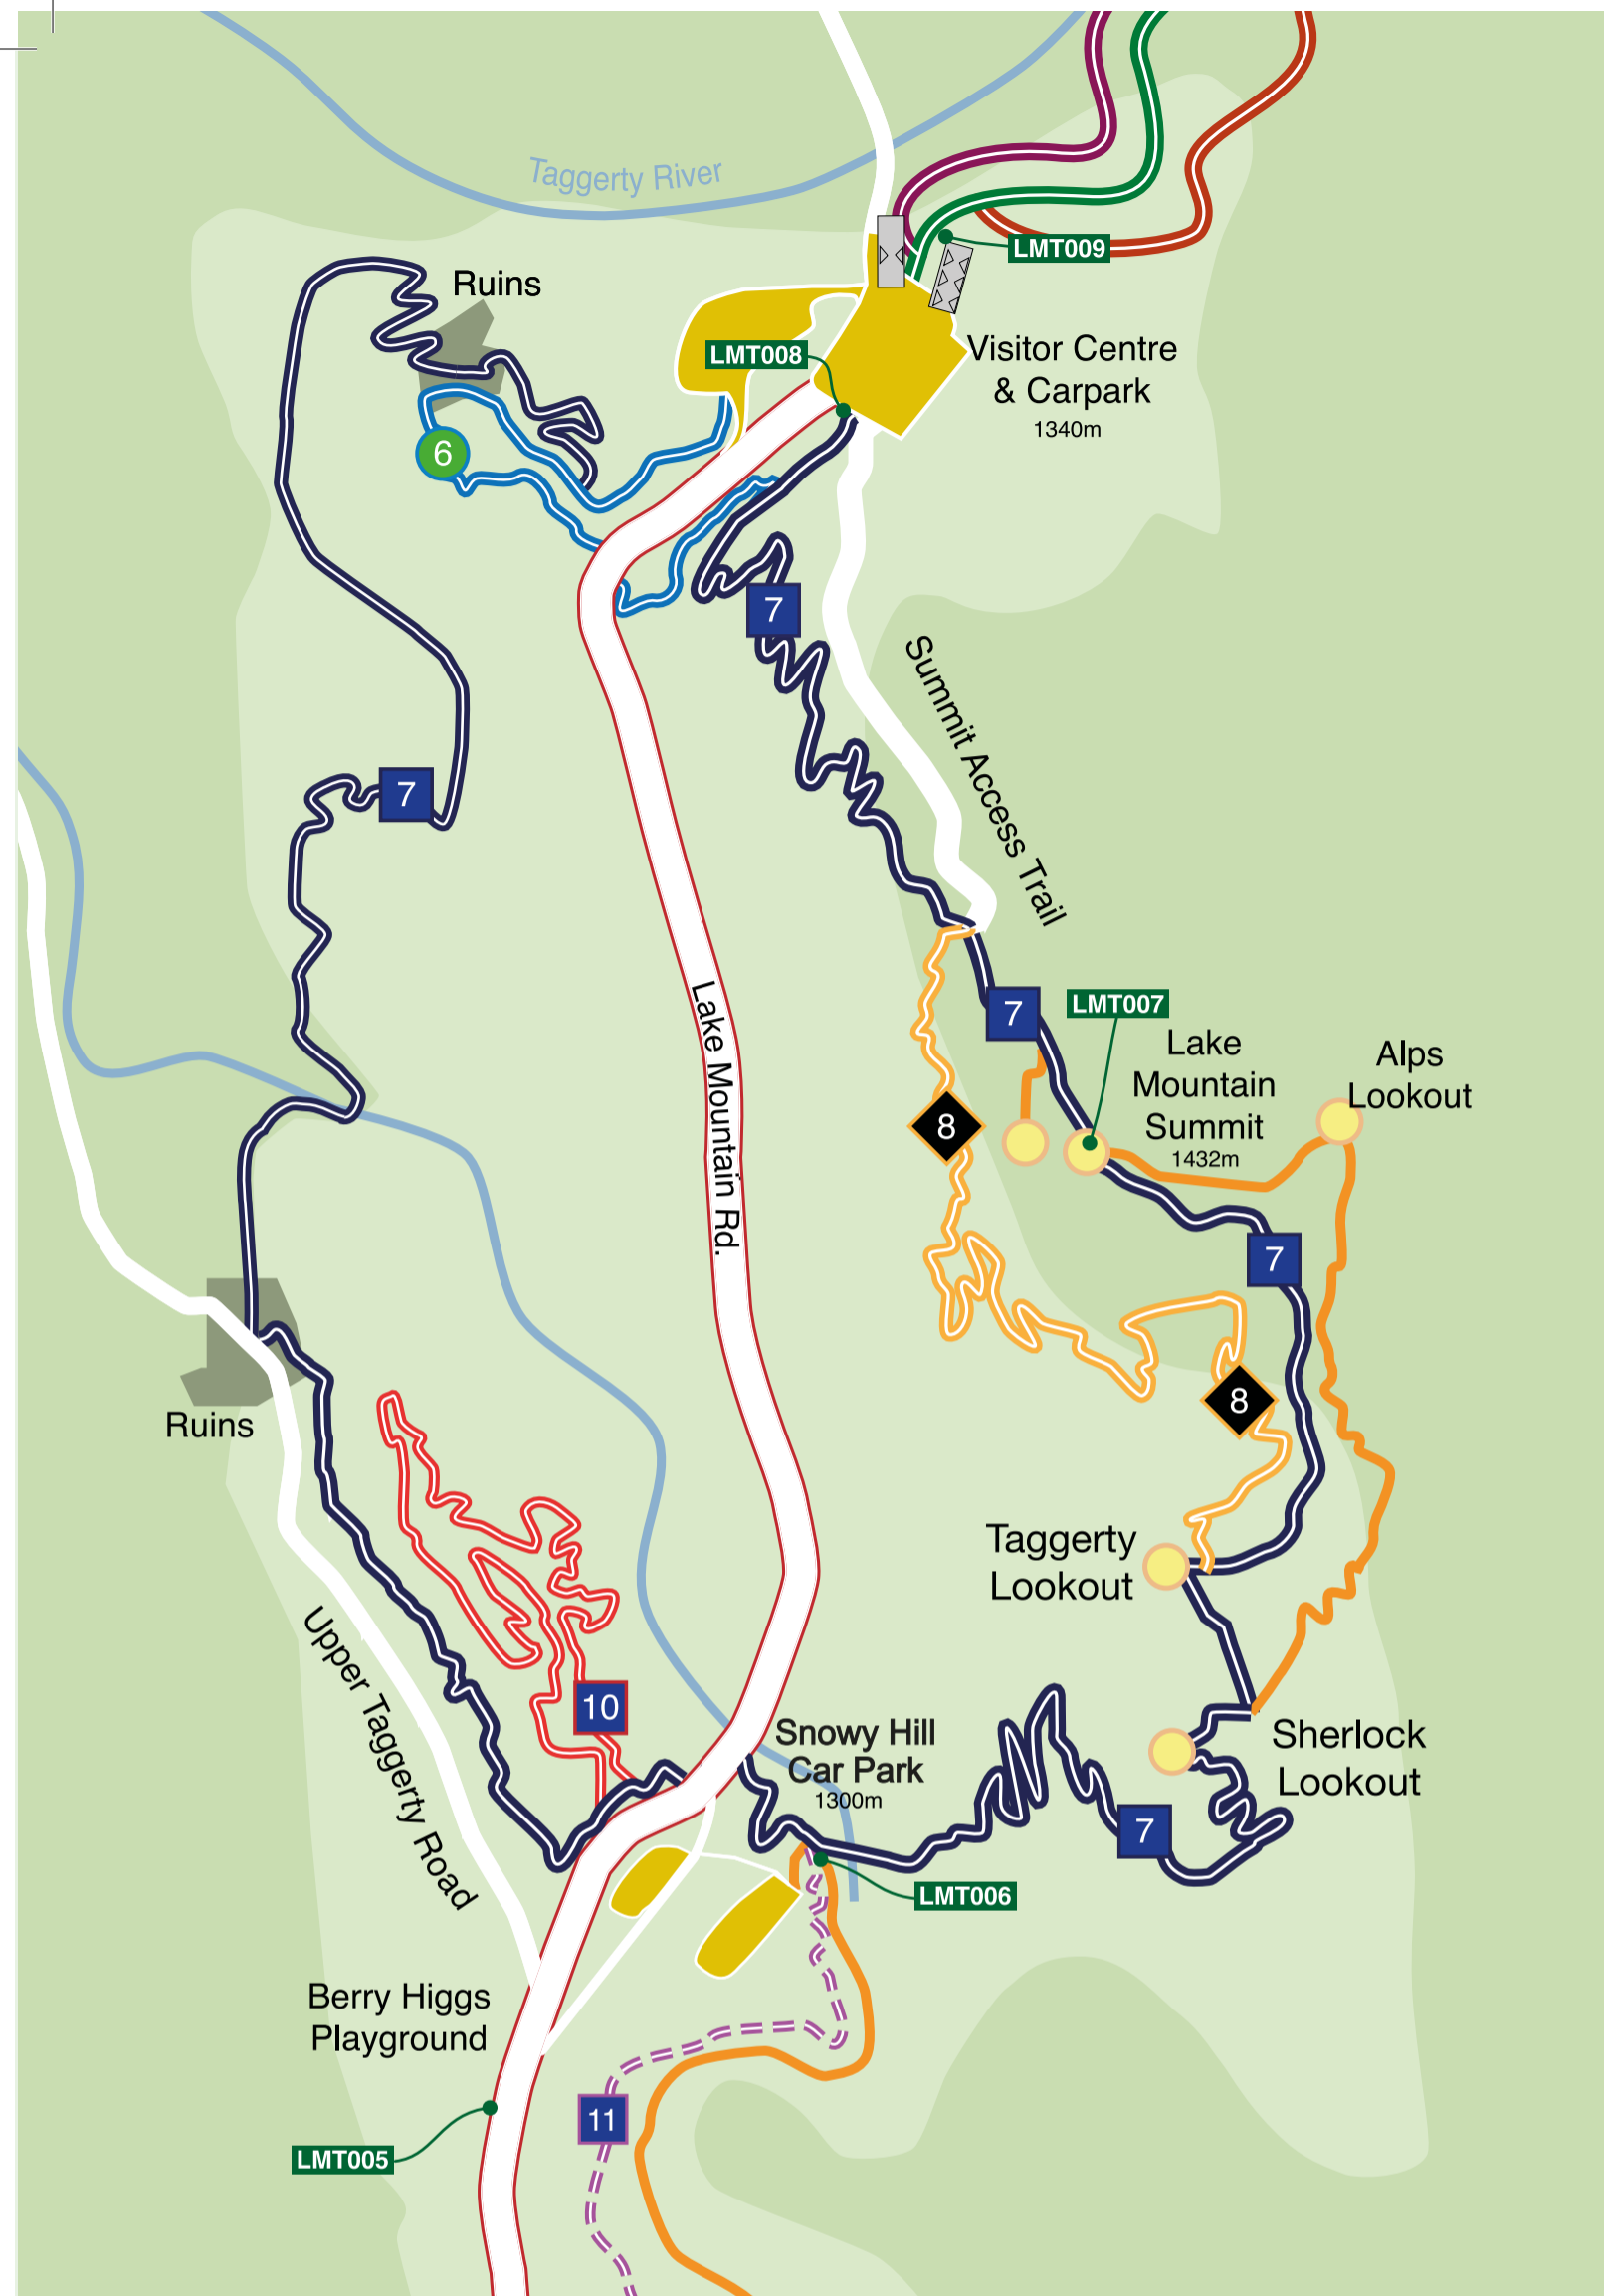 Taggerty River
LMT009
Ruins
LMT008
Visitor Centre
& Carpark
1340m
6
7
Summit Access Trail
7
Lake Mountain Rd.
7
LMT007
Lake
Mountain
Summit
1432m
Alps
Lookout
8
7
8
Ruins
Taggerty
Lookout
Upper Taggerty Road
10
Snowy Hill
Car Park
1300m
Sherlock
Lookout
7
LMT006
Berry Higgs
Playground
11
LMT005